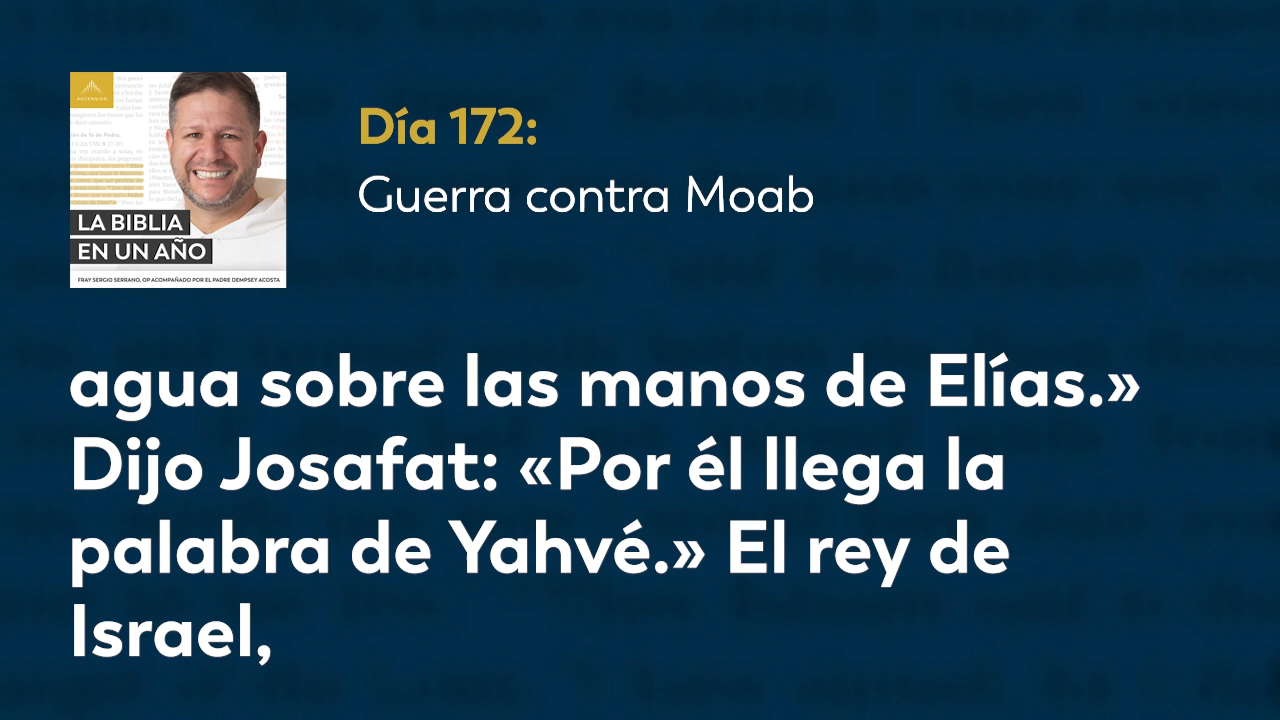 ASCENSION
LA BIBLIA
EN UN AÑO
FRAY SERGIO SERRANO, OP ACOMPAÑADO POR EL PADRE DEMPSEY ACOSTA
Día 172:
Guerra contra Moab
agua sobre las manos de Elías.»
Dijo Josafat: «Por él llega la
palabra de Yahvé.» El rey de
Israel,